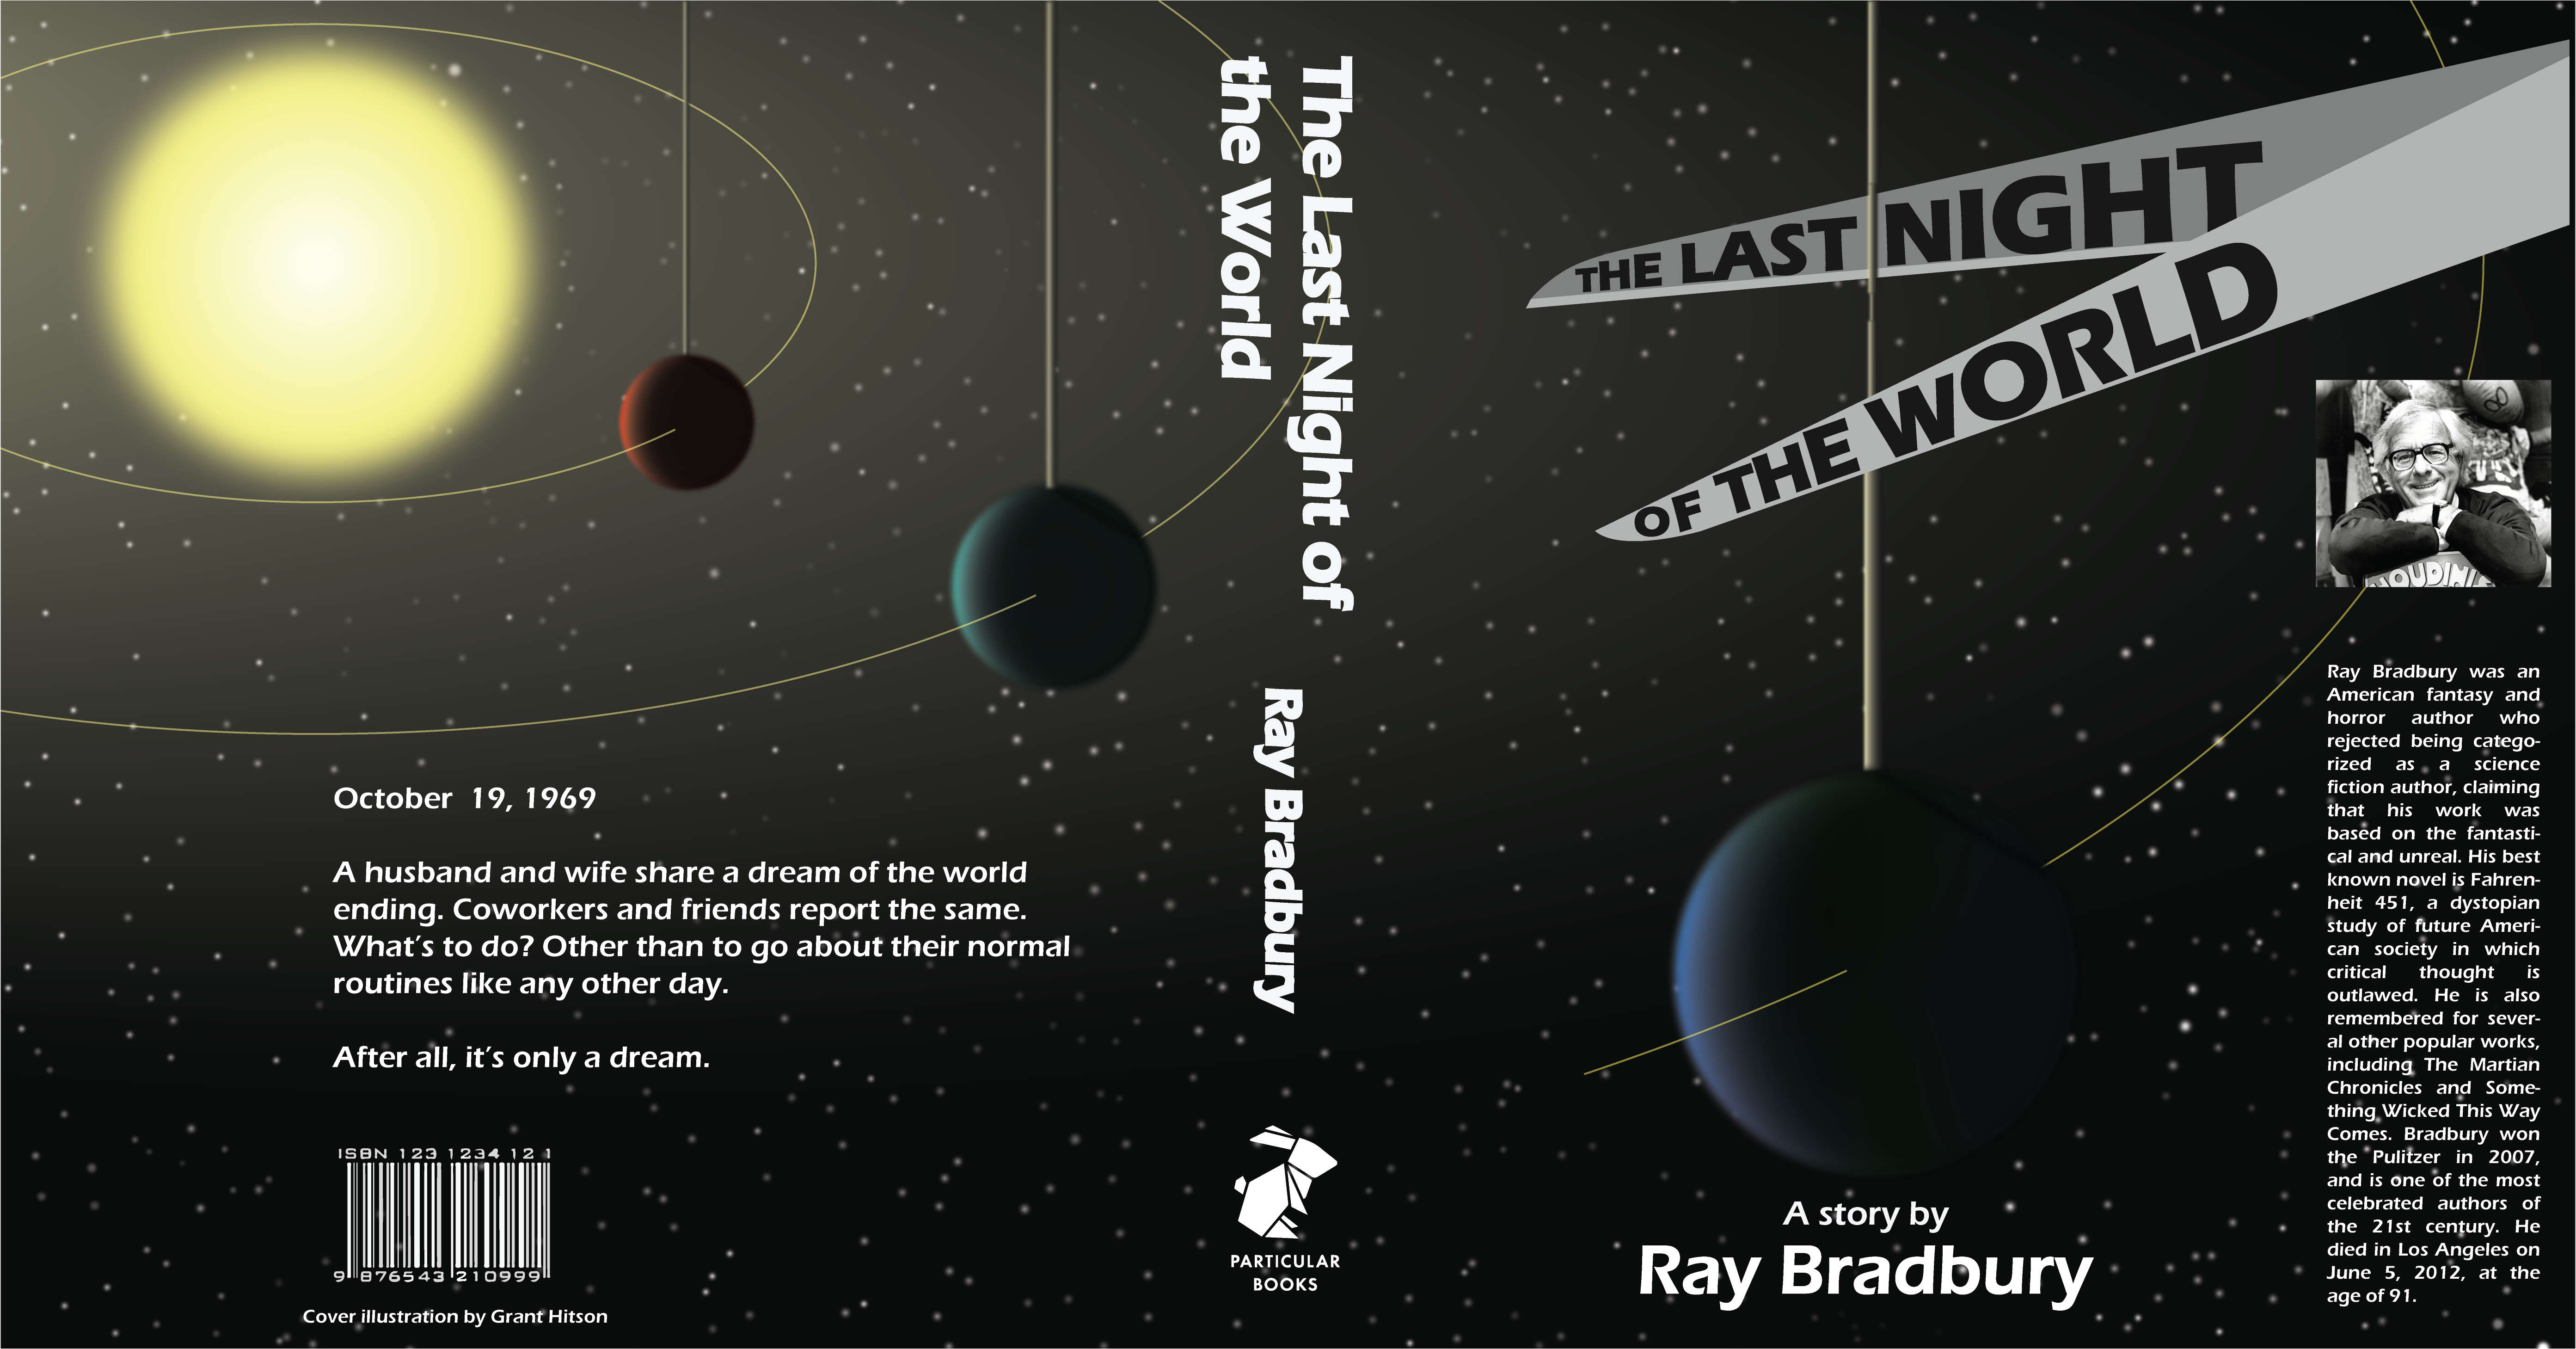 October 19, 1969
A husband and wife share a dream of the world
ending. Coworkers and friends report the same.
What's to do? Other than to go about their normal
routines like any other day.
After all, it's only a dream.
ISBN 123 1234 12 1
9 876543 210999
Cover illustration by Grant Hitson
The Last Night of
the World
Ray Bradbury
PARTICULAR
BOOKS
THE LAST NIGHT
OF THE WORLD
A story by
Ray Bradbury
HOUDINI
Ray Bradbury was an
American fantasy and
horror author who
rejected being catego-
rized as a science
fiction author, claiming
that his work was
based on the fantasti-
cal and unreal. His best
known novel is Fahren-
heit 451, a dystopian
study of future Ameri-
can society in which
critical thought is
outlawed. He is also
remembered for sever-
al other popular works,
including The Martian
Chronicles and Some-
thing Wicked This Way
Comes. Bradbury won
the Pulitzer in 2007,
and is one of the most
celebrated authors of
the 21st century. He
died in Los Angeles on
June 5, 2012, at the
age of 91.